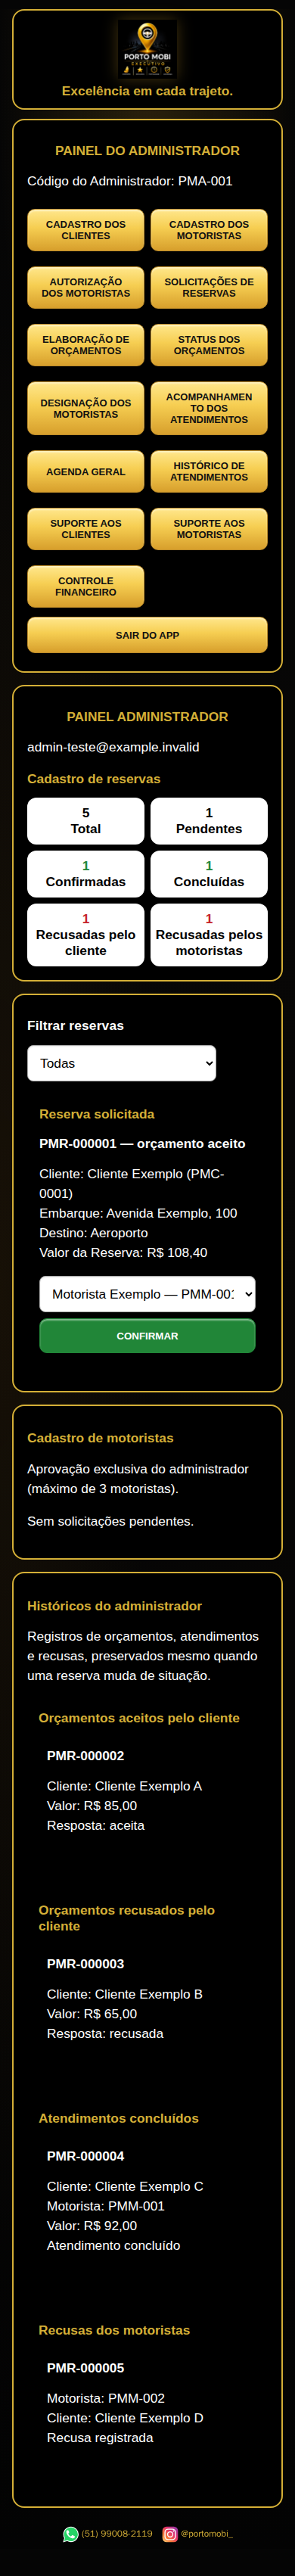 PORTO MOBI
EXECUTIVO
Excelência em cada trajeto.
PAINEL DO ADMINISTRADOR
Código do Administrador: PMA-001
CADASTRO DOS
CLIENTES
CADASTRO DOS
MOTORISTAS
AUTORIZAÇÃO
DOS MOTORISTAS
SOLICITAÇÕES DE
RESERVAS
ELABORAÇÃO DE
ORÇAMENTOS
STATUS DOS
ORÇAMENTOS
DESIGNAÇÃO DOS
MOTORISTAS
ACOMPANHAMEN
TO DOS
ATENDIMENTOS
AGENDA GERAL
HISTÓRICO DE
ATENDIMENTOS
SUPORTE AOS
CLIENTES
SUPORTE AOS
MOTORISTAS
CONTROLE
FINANCEIRO
SAIR DO APP
PAINEL ADMINISTRADOR
admin-teste@example.invalid
Cadastro de reservas
5
Total
1
Pendentes
1
Confirmadas
1
Concluídas
1
Recusadas pelo
cliente
1
Recusadas pelos
motoristas
Filtrar reservas
Todas
Reserva solicitada
PMR-000001 — orçamento aceito
Cliente: Cliente Exemplo (PMC-
0001)
Embarque: Avenida Exemplo, 100
Destino: Aeroporto
Valor da Reserva: R$ 108,40
Motorista Exemplo — PMM-001
CONFIRMAR
Cadastro de motoristas
Aprovação exclusiva do administrador
(máximo de 3 motoristas).
Sem solicitações pendentes.
Históricos do administrador
Registros de orçamentos, atendimentos
e recusas, preservados mesmo quando
uma reserva muda de situação.
Orçamentos aceitos pelo cliente
PMR-000002
Cliente: Cliente Exemplo A
Valor: R$ 85,00
Resposta: aceita
Orçamentos recusados pelo
cliente
PMR-000003
Cliente: Cliente Exemplo B
Valor: R$ 65,00
Resposta: recusada
Atendimentos concluídos
PMR-000004
Cliente: Cliente Exemplo C
Motorista: PMM-001
Valor: R$ 92,00
Atendimento concluído
Recusas dos motoristas
PMR-000005
Motorista: PMM-002
Cliente: Cliente Exemplo D
Recusa registrada
(51) 99008-2119
@portomobi_